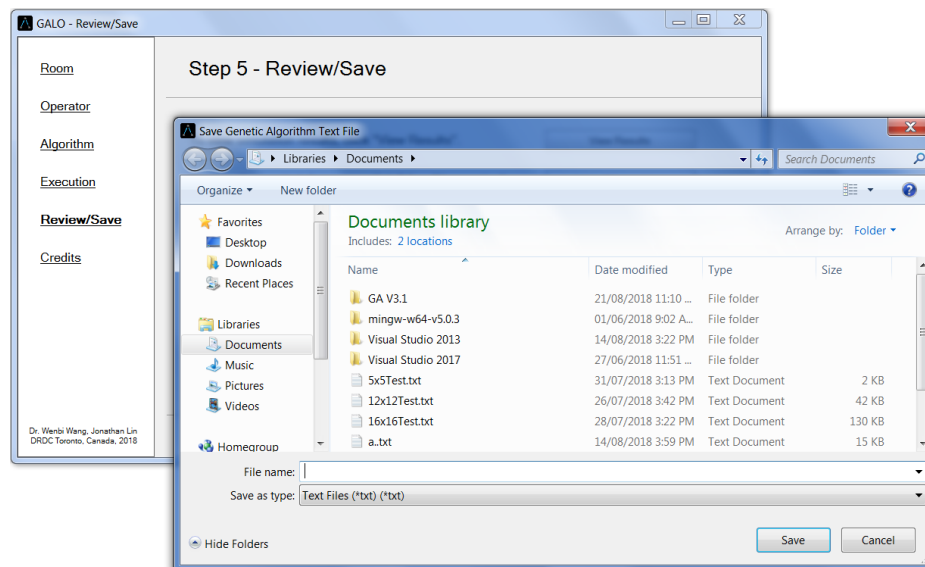 GALO - Review/Save
Room
Operator
Algorithm
Execution
Review/Save
Credits
Dr. Wenbi Wang, Jonathan Lin
DRDC Toronto, Canada, 2018
Step 5 - Review/Save
Save Genetic Algorithm Text File
Libraries Documents
Search Documents
Organize
New folder
Favorites
Desktop
Downloads
Recent Places
Libraries
Documents
Music
Pictures
Videos
Homegroup
Documents library
Includes: 2 locations
Arrange by: Folder
Name Date modified Type Size
GA V3.1 21/08/2018 11:10 ... File folder
mingw-w64-v5.0.3 01/06/2018 9:02 A... File folder
Visual Studio 2013 14/08/2018 3:22 PM File folder
Visual Studio 2017 27/06/2018 11:51 ... File folder
5x5Test.txt 31/07/2018 3:13 PM Text Document 2 KB
12x12Test.txt 26/07/2018 3:42 PM Text Document 42 KB
16x16Test.txt 28/07/2018 3:22 PM Text Document 130 KB
a..txt 14/08/2018 3:59 PM Text Document 15 KB
File name:
Save as type: Text Files (*txt) (*txt)
Hide Folders
Save
Cancel